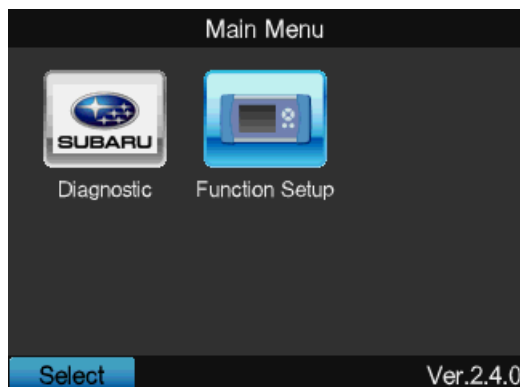 Main Menu
SUBARU
Diagnostic Function Setup
Select Ver.2.4.0